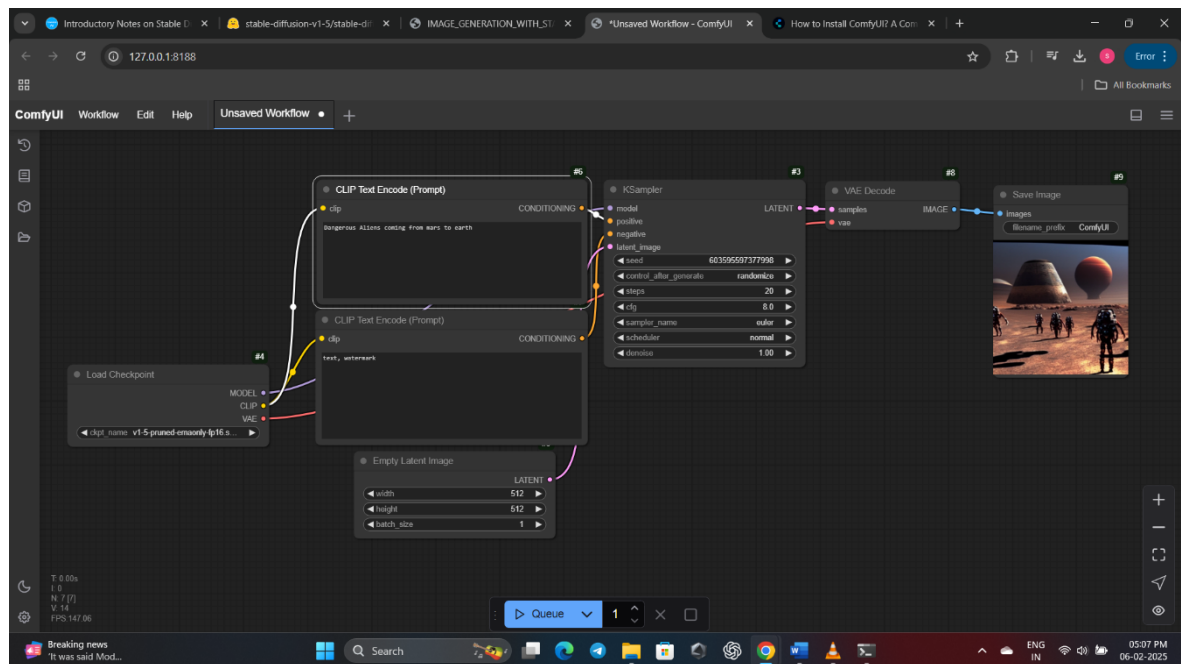 Introductory Notes on Stable D
stable-diffusion-v1-5/stable-dif
IMAGE_GENERATION_WITH_ST
*Unsaved Workflow - ComfyUI
How to Install ComfyUI? A Com
127.0.0.1:8188
s
Error
All Bookmarks
ComfyUI
Workflow
Edit
Help
Unsaved Workflow
#6
CLIP Text Encode (Prompt)
clip
CONDITIONING
Dangerous Aliens coming from mars to earth
CLIP Text Encode (Prompt)
clip
CONDITIONING
text, watermark
#4
Load Checkpoint
MODEL
CLIP
VAE
ckpt_name v1-5-pruned-emaonly-fp16.s...
Empty Latent Image
LATENT
width 512
height 512
batch_size 1
#3
KSampler
model
LATENT
positive
negative
latent_image
seed 603595597377998
control_after_generate randomize
steps 20
cfg 8.0
sampler_name euler
scheduler normal
denoise 1.00
#8
VAE Decode
samples
IMAGE
vae
#9
Save Image
images
filename_prefix ComfyUI
T: 0.00s
I: 0
N: 7 [7]
V: 14
FPS 147.06
Queue
1
Breaking news
'It was said Mod...
Search
ENG
IN
05:07 PM
06-02-2025